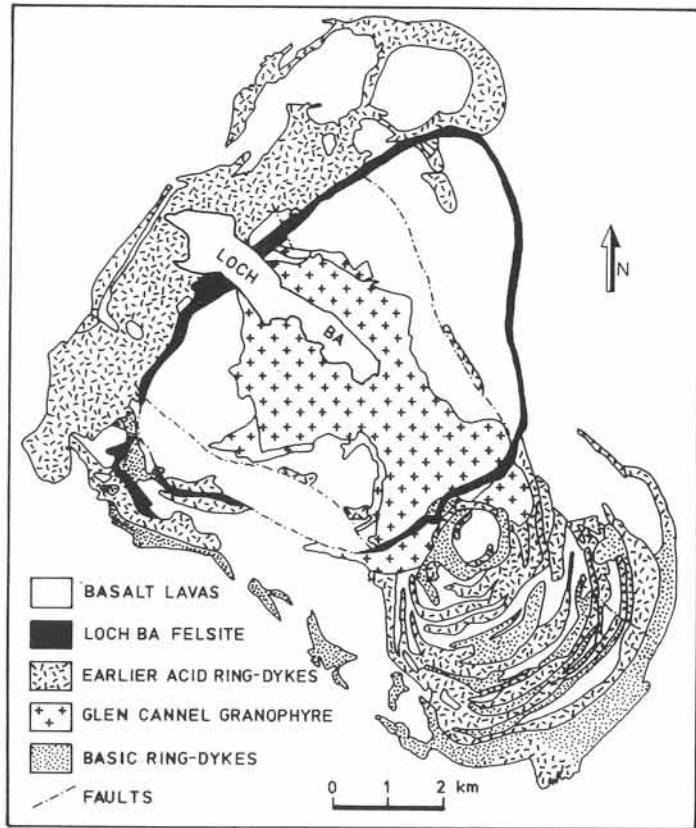 N
LOCH
BA
BASALT LAVAS
LOCH BA FELSITE
EARLIER ACID RING-DYKES
GLEN CANNEL GRANOPHYRE
BASIC RING-DYKES
FAULTS
0 1 2 km